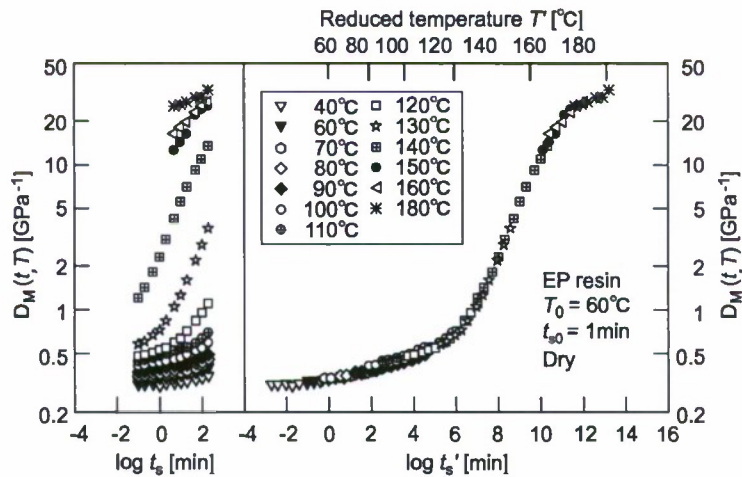 Reduced temperature T' [°C]
60 80 100 120 140 160 180
50
20
10
5
2
1
0.5
0.2
D_M(t,T) [GPa⁻¹]
40°C
60°C
70°C
80°C
90°C
100°C
110°C
120°C
130°C
140°C
150°C
160°C
180°C
EP resin
T₀ = 60°C
t_s0 = 1min
Dry
50
20
10
5
2
1
0.5
0.2
D_M(t,T) [GPa⁻¹]
-4 -2 0 2 -4 -2 0 2 4 6 8 10 12 14 16
log t_s [min]
log t_s' [min]